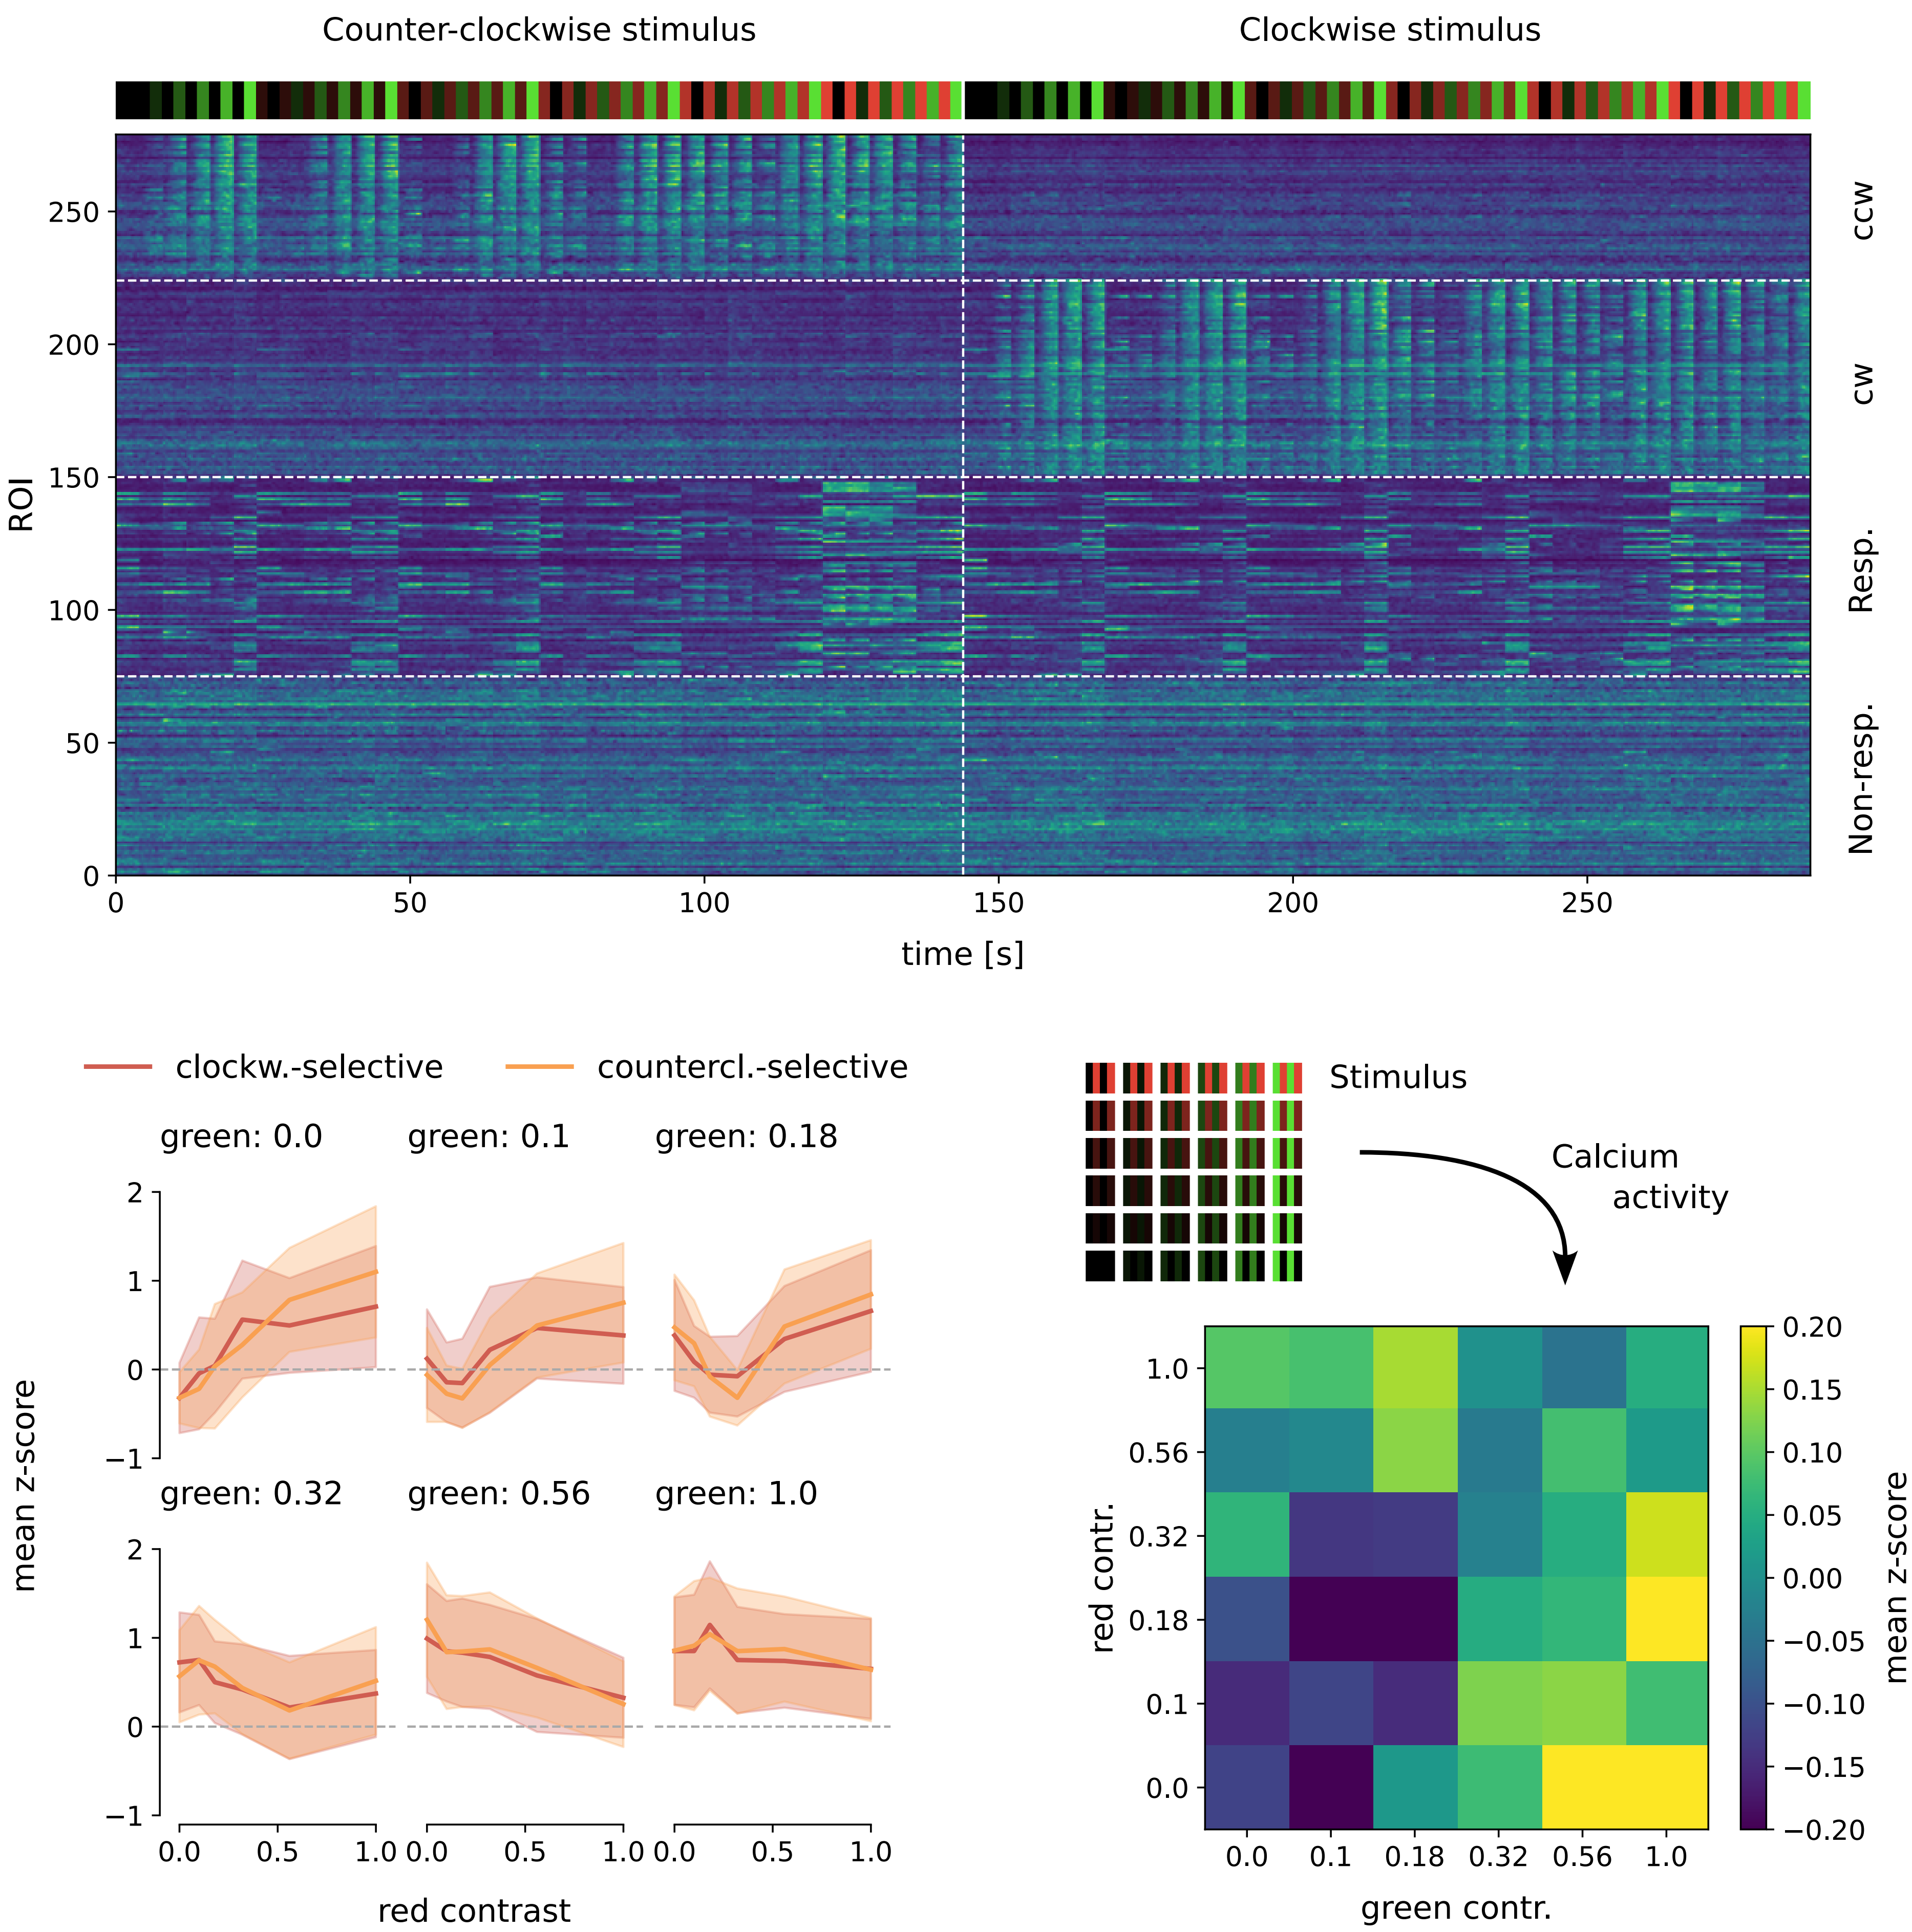 Counter-clockwise stimulus
Clockwise stimulus
250
200
150
100
50
0
ROI
ccw
cw
Resp.
Non-resp.
0
50
100
150
200
250
time [s]
clockw.-selective
countercl.-selective
green: 0.0
green: 0.1
green: 0.18
2
1
0
−1
green: 0.32
green: 0.56
green: 1.0
2
1
0
−1
mean z-score
0.0
0.5
1.0
0.0
0.5
1.0
0.0
0.5
1.0
red contrast
Stimulus
Calcium
activity
1.0
0.56
0.32
0.18
0.1
0.0
red contr.
0.0
0.1
0.18
0.32
0.56
1.0
green contr.
0.20
0.15
0.10
0.05
0.00
−0.05
−0.10
−0.15
−0.20
mean z-score